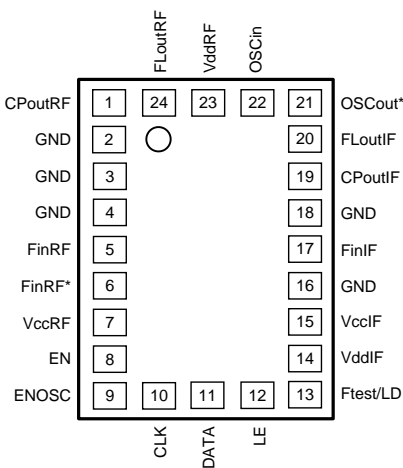 FLoutRF
VddRF
OSCin
CPoutRF 1 24 23 22 21 OSCout*
GND 2 20 FLoutIF
GND 3 19 CPoutIF
GND 4 18 GND
FinRF 5 17 FinIF
FinRF* 6 16 GND
VccRF 7 15 VccIF
EN 8 14 VddIF
ENOSC 9 10 11 12 13 Ftest/LD
CLK
DATA
LE